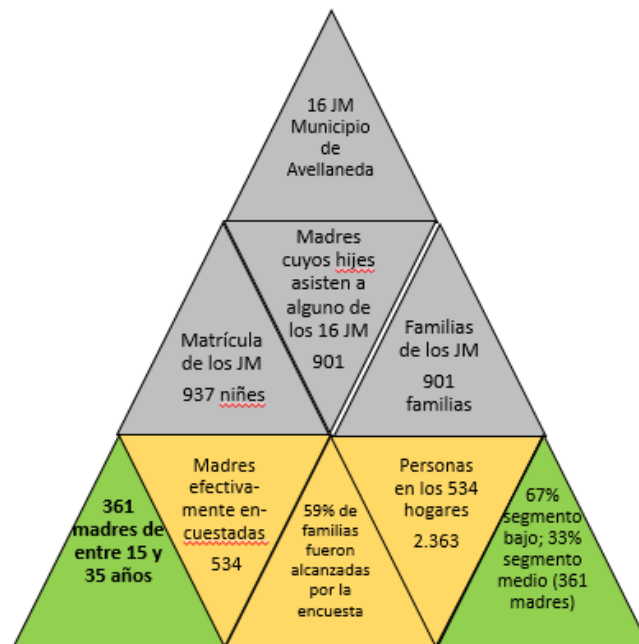 16 JM
Municipio
de
Avellaneda
Madres
cuyos hijes
asisten a
alguno de
los 16 JM
901
Matrícula
de los JM
937 niñes
Familias
de los JM
901
familias
361
madres de
entre 15 y
35 años
Madres
efectiva-
mente en-
cuestadas
534
59% de
familias
fueron
alcanzadas
por la
encuesta
Personas
en los 534
hogares
2.363
67%
segmento
bajo; 33%
segmento
medio (361
madres)